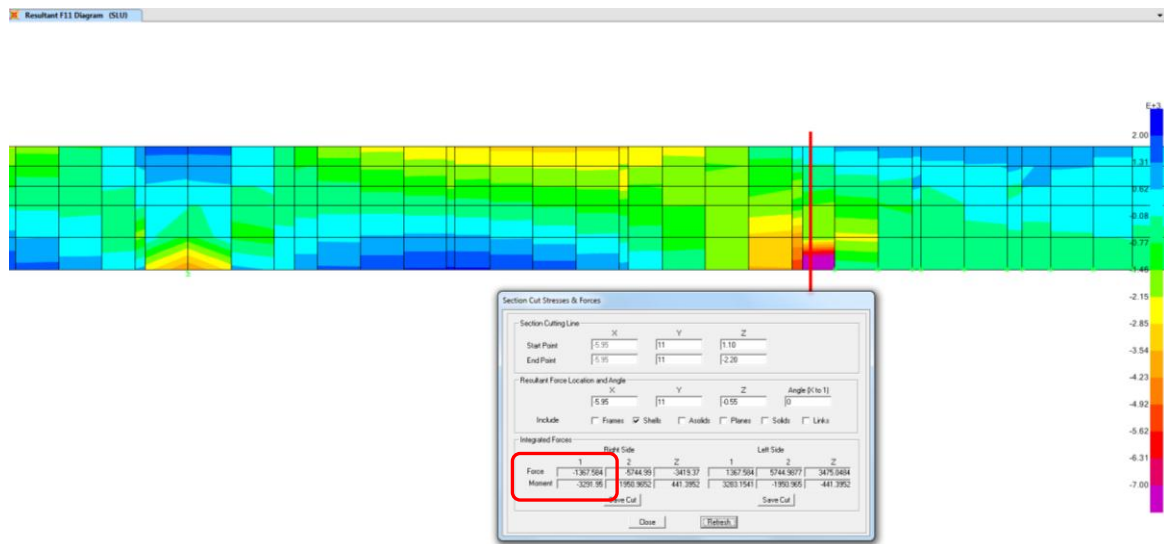 Resultant F11 Diagram (SLU)
E+3
2.00
1.31
0.62
-0.08
-0.77
-1.46
-2.15
-2.85
-3.54
-4.23
-4.92
-5.62
-6.31
-7.00
Section Cut Stresses & Forces
Section Cutting Line
X Y Z
Start Point -5.95 11 1.10
End Point -5.95 11 -2.20
Resultant Force Location and Angle
X Y Z Angle (X to 1)
-5.95 11 -0.55 0
Include Frames Shells Asolids Planes Solids Links
Integrated Forces
Right Side Left Side
1 2 Z 1 2 Z
Force -1367.584 -5744.99 -3419.37 1367.584 5744.9877 3475.0484
Moment -3291.95 1950.9652 441.3952 3283.1541 -1950.965 -441.3952
Save Cut Save Cut
Close Refresh